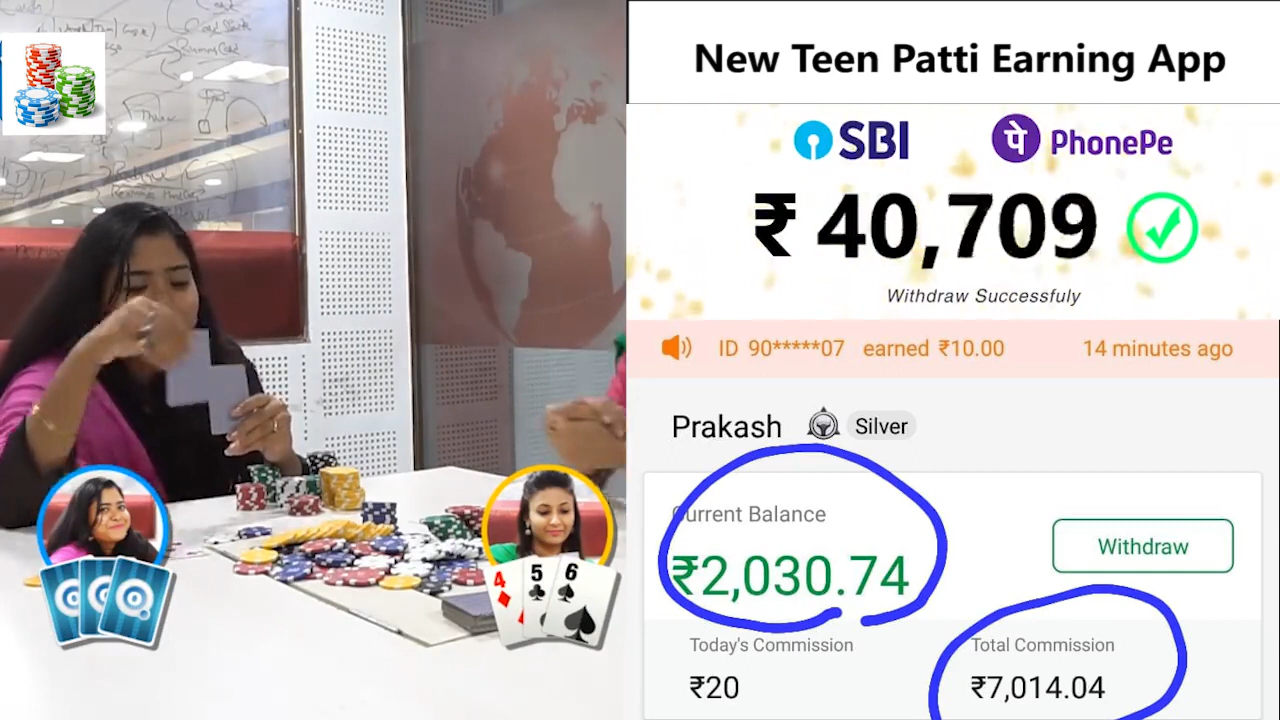 New Teen Patti Earning App
SBI पे PhonePe
₹ 40,709
Withdraw Successfuly
ID 90*****07 earned ₹10.00 14 minutes ago
Prakash Silver
Current Balance
Withdraw
₹2,030.74
Today's Commission Total Commission
₹20 ₹7,014.04
4 5 6